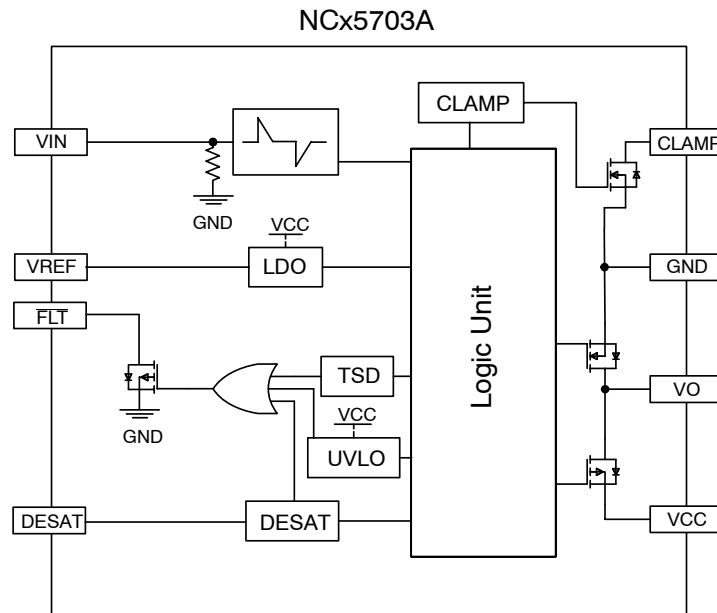 NCx5703A
CLAMP
VIN
CLAMP
GND
VCC
VREF
LDO
GND
FLT
Logic Unit
TSD
VO
GND
VCC
UVLO
DESAT
DESAT
VCC